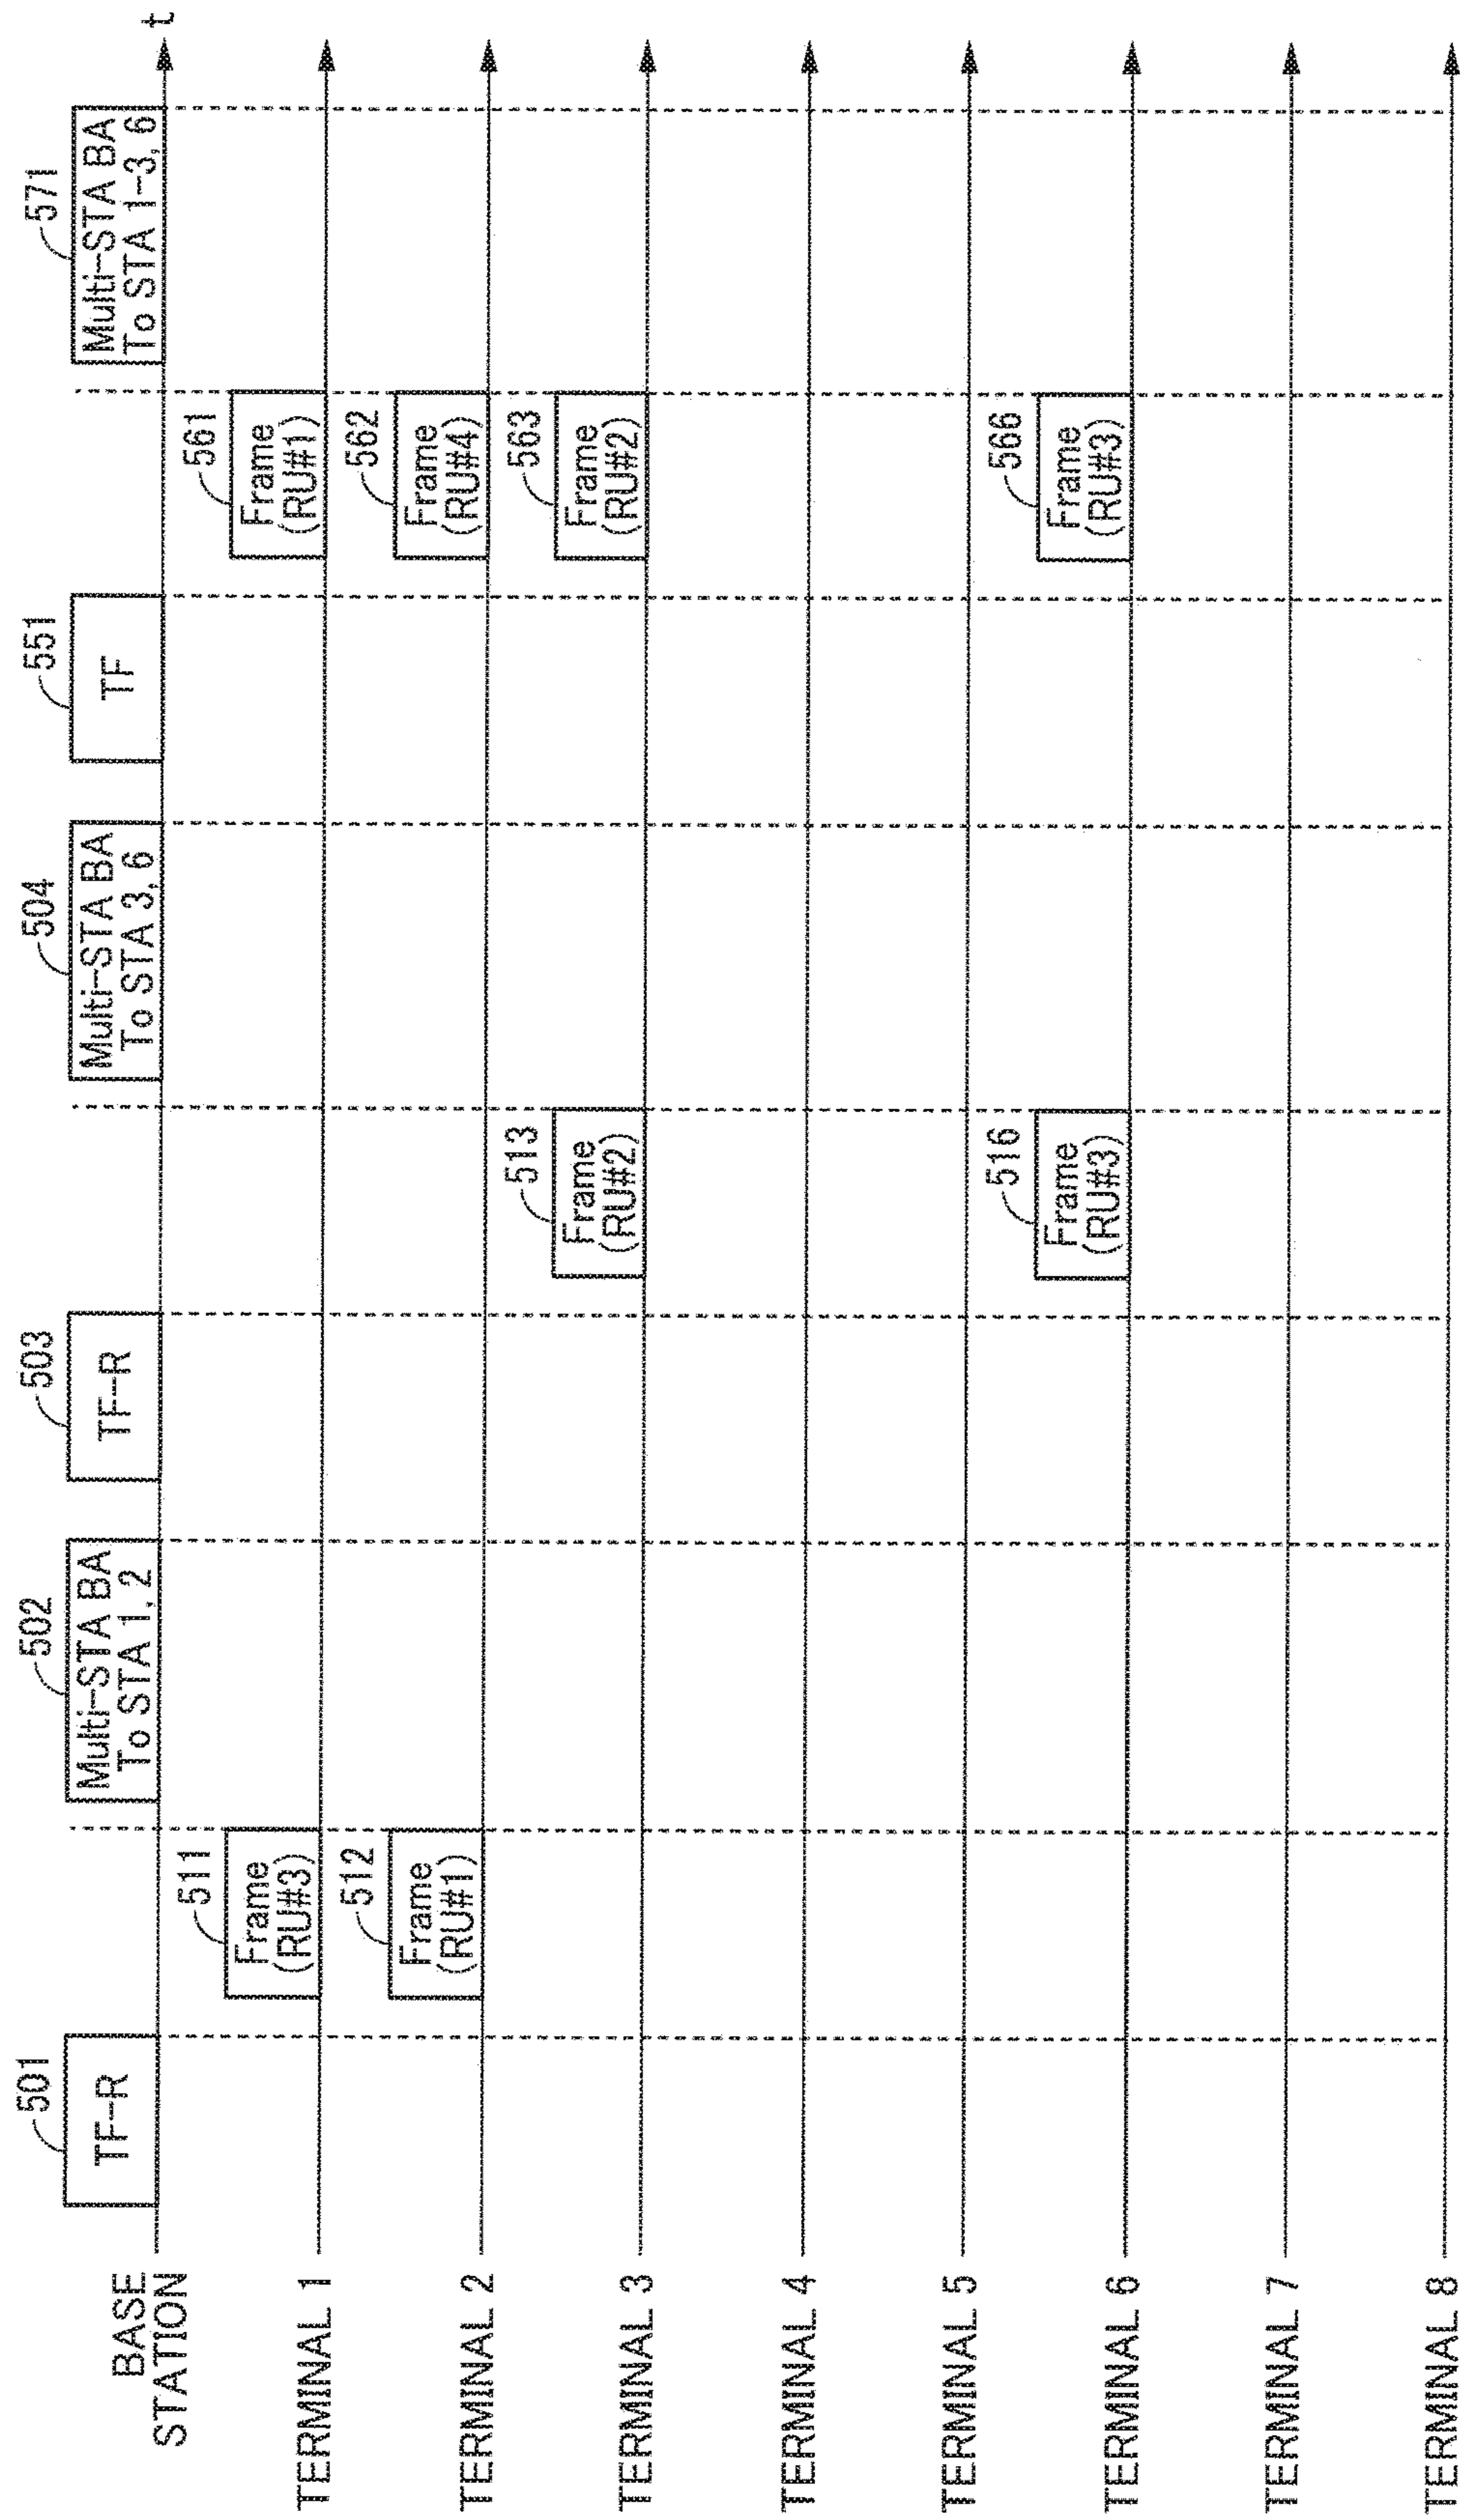 501
TF-R
502
Multi-STA BA
To STA 1, 2
503
TF-R
504
Multi-STA BA
To STA 3, 6
551
TF
571
Multi-STA BA
To STA 1-3, 6
BASE
STATION
t
511
Frame
(RU#3)
561
Frame
(RU#1)
TERMINAL 1
512
Frame
(RU#1)
562
Frame
(RU#4)
TERMINAL 2
513
Frame
(RU#2)
563
Frame
(RU#2)
TERMINAL 3
TERMINAL 4
TERMINAL 5
516
Frame
(RU#3)
566
Frame
(RU#3)
TERMINAL 6
TERMINAL 7
TERMINAL 8